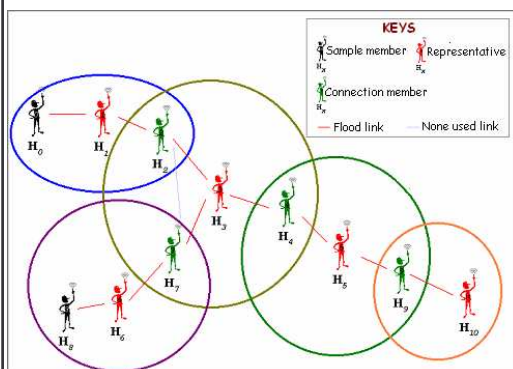 KEYS
Sample member Representative
Hx Hx
Connection member
Hx
Flood link None used link
H0 H1 H2
H3 H4
H7 H5
H8 H6 H9
H10